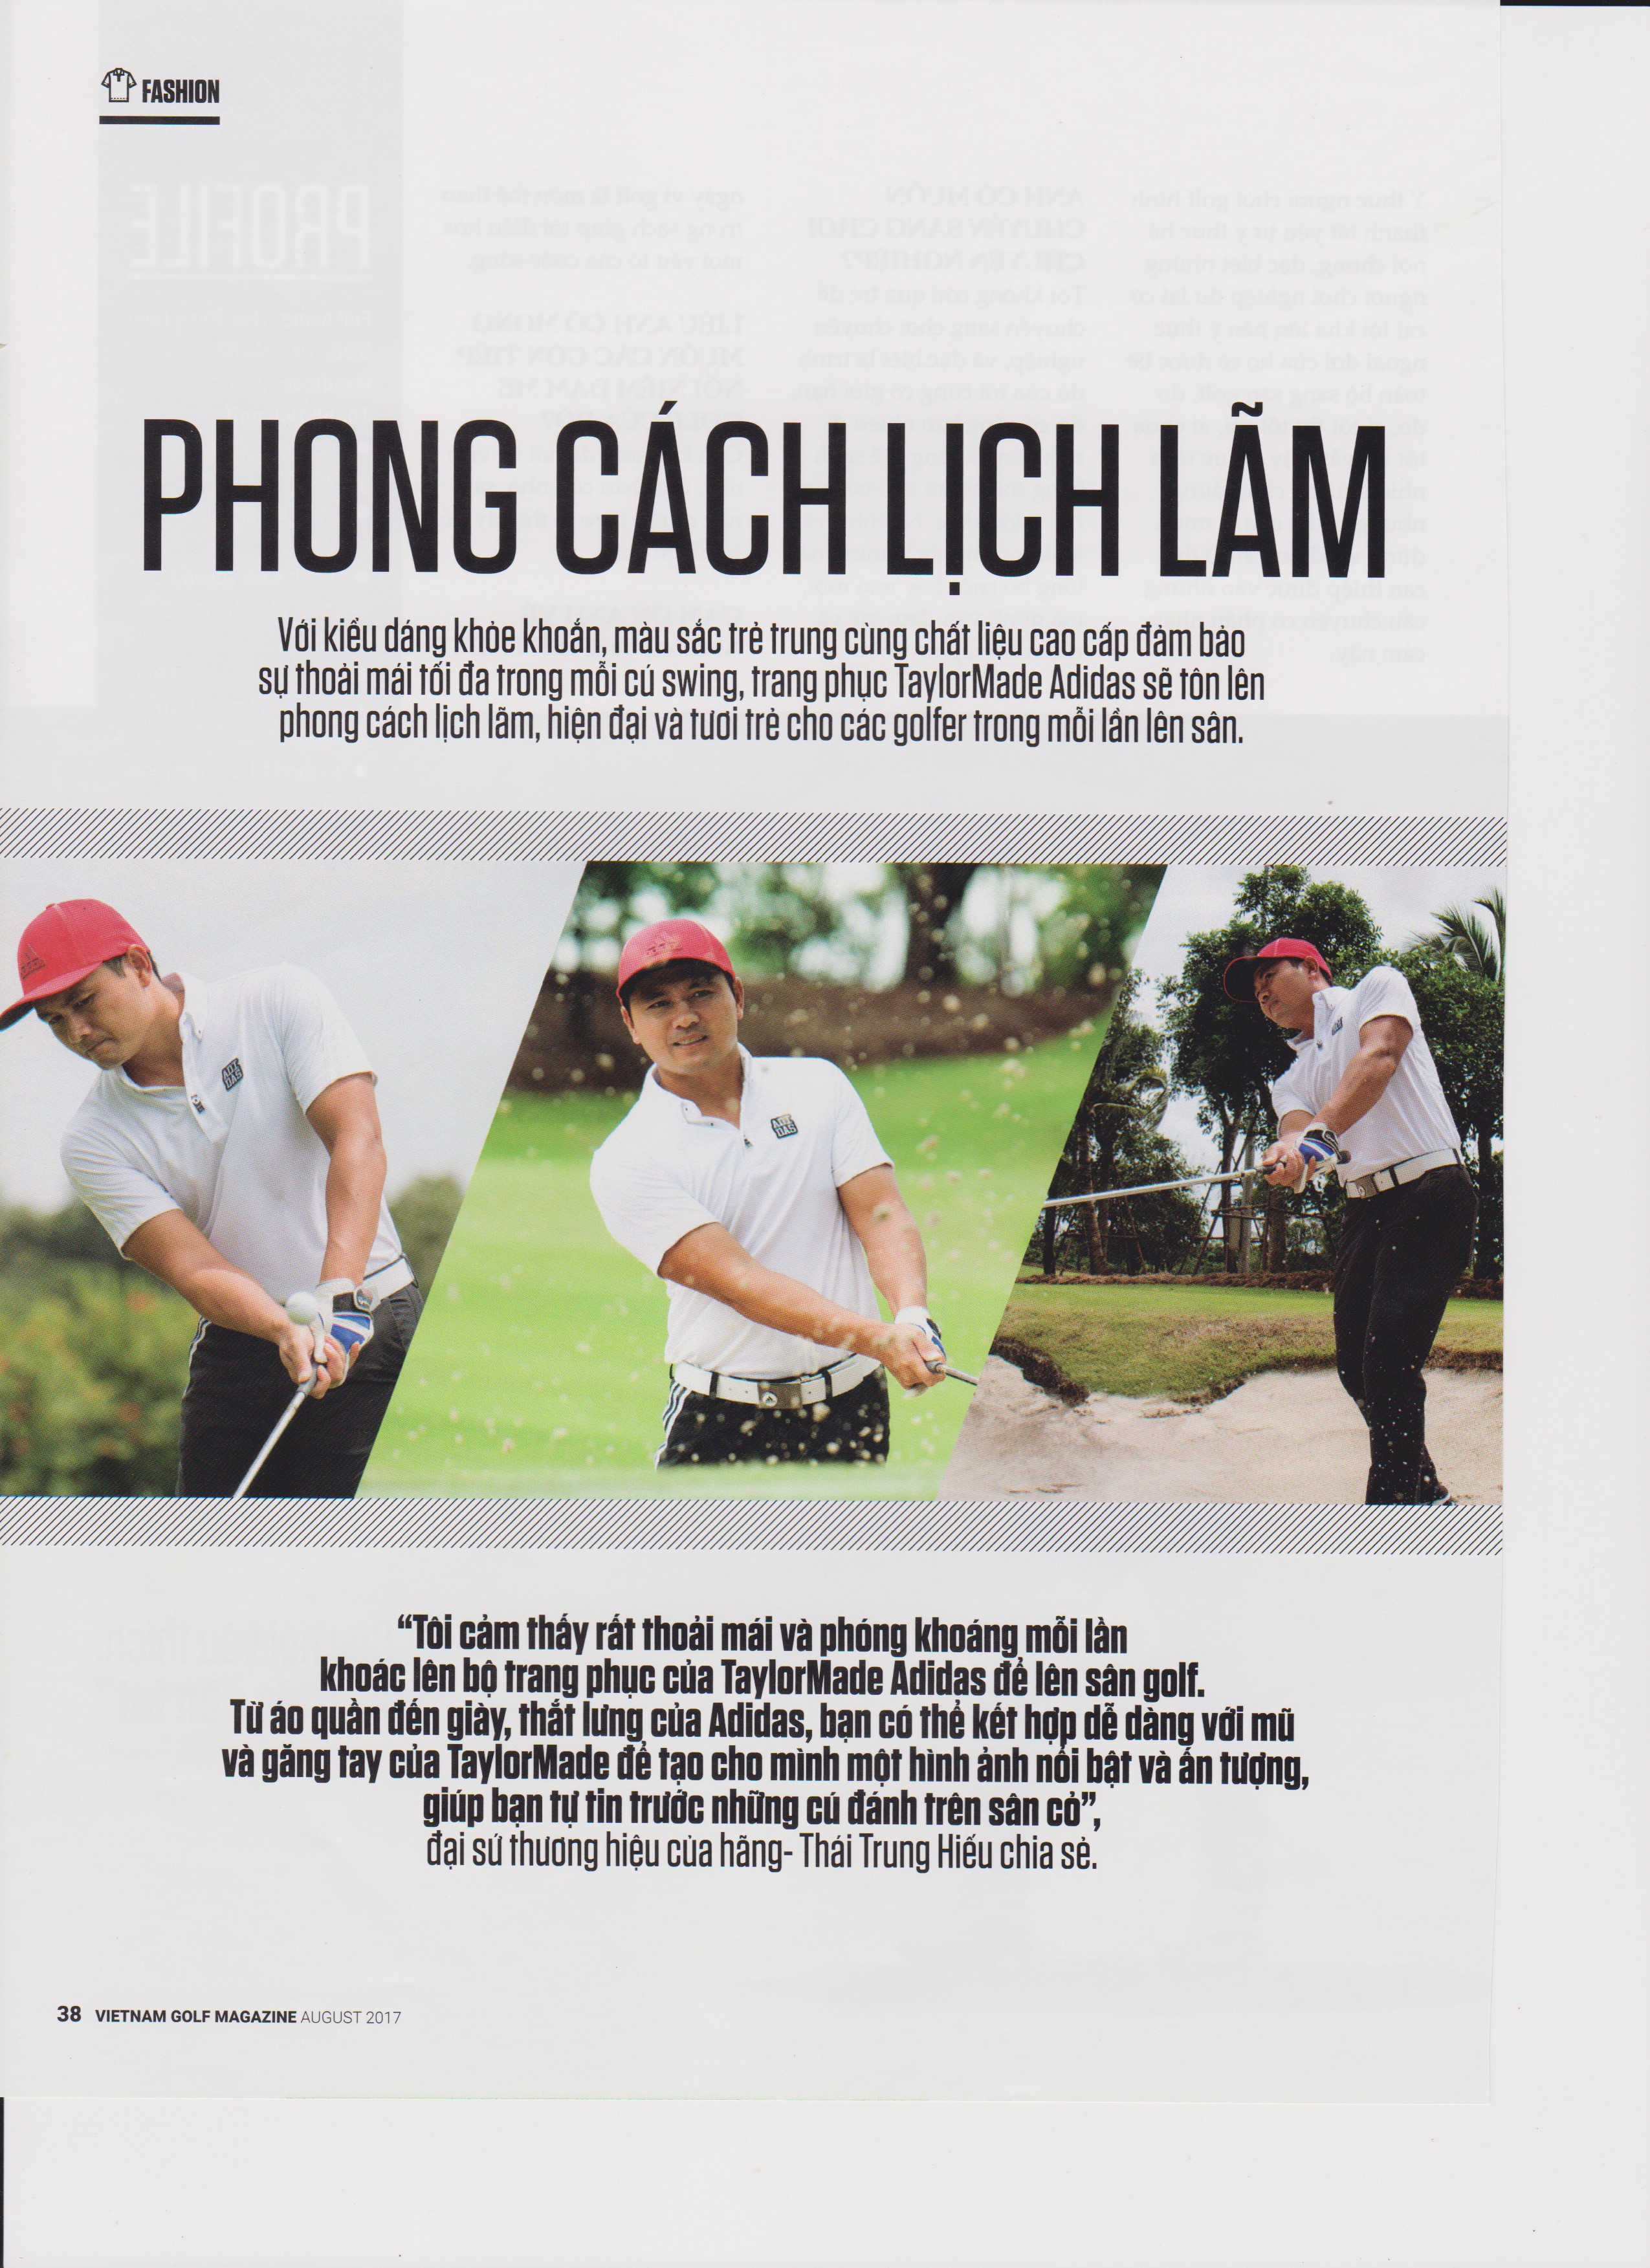 FASHION
PHONG CÁCH LỊCH LÃM
Với kiểu dáng khỏe khoắn, màu sắc trẻ trung cùng chất liệu cao cấp đảm bảo
sự thoải mái tối đa trong mỗi cú swing, trang phục TaylorMade Adidas sẽ tôn lên
phong cách lịch lãm, hiện đại và tươi trẻ cho các golfer trong mỗi lần lên sân.
ADI
DAS
ADI
DAS
“Tôi cảm thấy rất thoải mái và phóng khoáng mỗi lần
khoác lên bộ trang phục của TaylorMade Adidas để lên sân golf.
Từ áo quần đến giày, thắt lưng của Adidas, bạn có thể kết hợp dễ dàng với mũ
và găng tay của TaylorMade để tạo cho mình một hình ảnh nổi bật và ấn tượng,
giúp bạn tự tin trước những cú đánh trên sân cỏ”,
đại sứ thương hiệu của hãng- Thái Trung Hiếu chia sẻ.
38 VIETNAM GOLF MAGAZINE AUGUST 2017